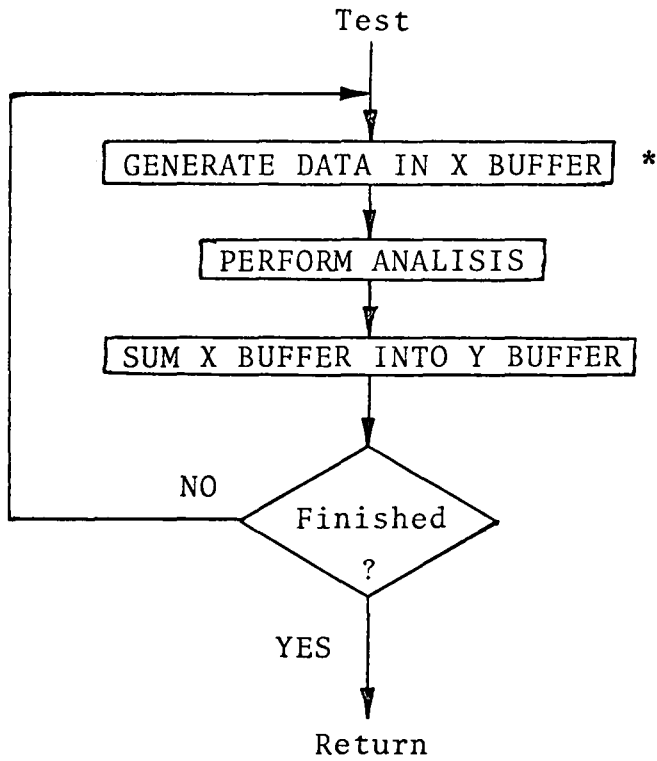 Test
GENERATE DATA IN X BUFFER *
PERFORM ANALISIS
SUM X BUFFER INTO Y BUFFER
NO
Finished
?
YES
Return